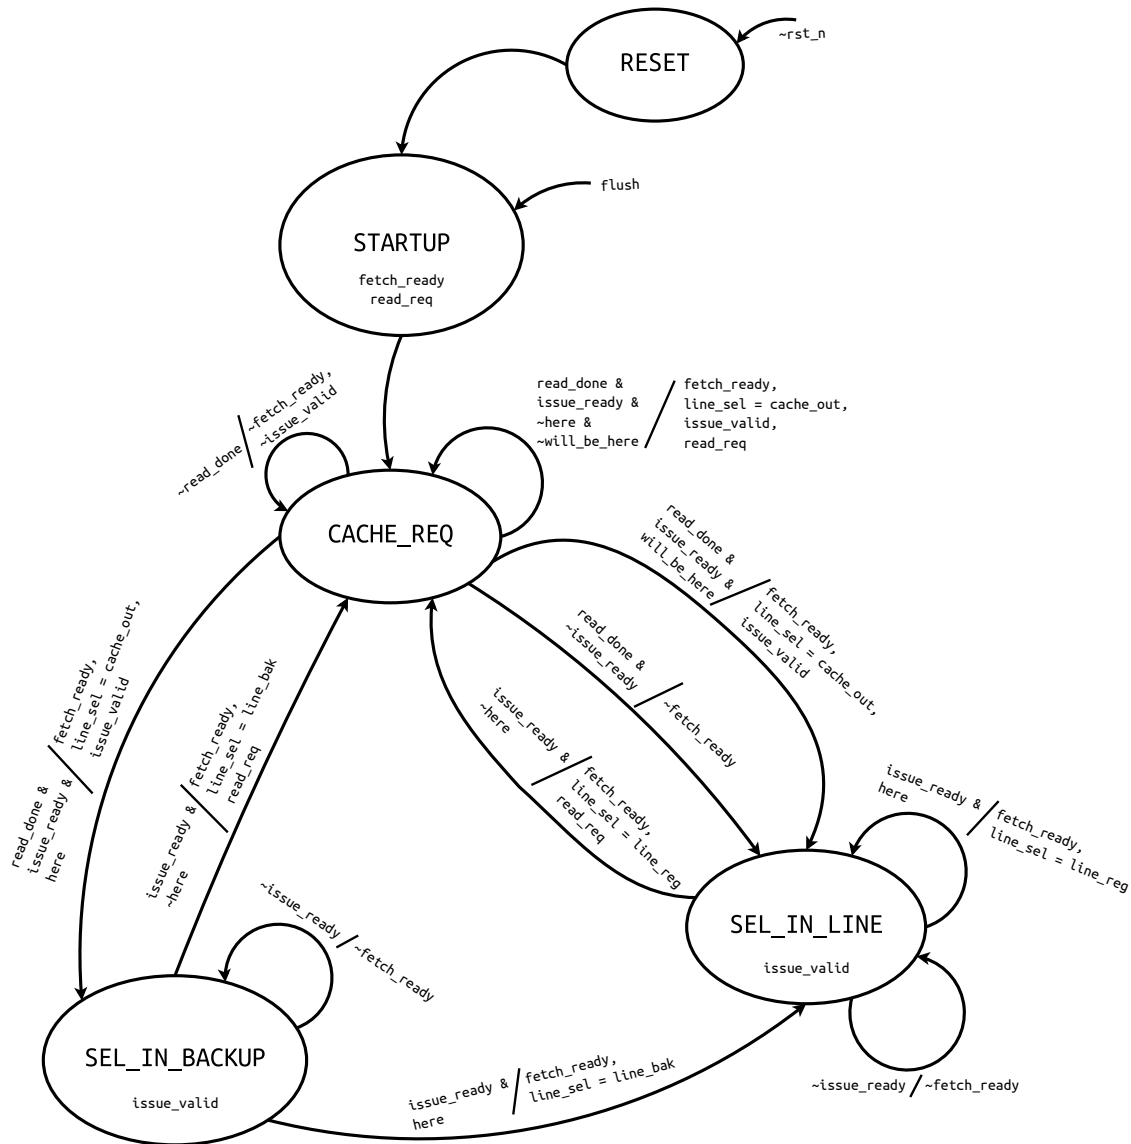 ~rst_n
RESET
flush
STARTUP
fetch_ready
read_req
~read_done
~fetch_ready,
~issue_valid
read_done &
issue_ready &
~here &
~will_be_here
fetch_ready,
line_sel = cache_out,
issue_valid,
read_req
CACHE_REQ
read_done &
issue_ready &
will_be_here
fetch_ready,
line_sel = cache_out,
issue_valid
read_done &
~issue_ready
~fetch_ready
read_done &
issue_ready &
here
fetch_ready,
line_sel = cache_out,
issue_valid
issue_ready &
~here
fetch_ready,
line_sel = line_bak
read_req
issue_ready &
~here
fetch_ready,
line_sel = line_reg
read_req
issue_ready &
here
fetch_ready,
line_sel = line_reg
~issue_ready
~fetch_ready
SEL_IN_LINE
issue_valid
SEL_IN_BACKUP
issue_valid
issue_ready &
here
fetch_ready,
line_sel = line_bak
~issue_ready
~fetch_ready